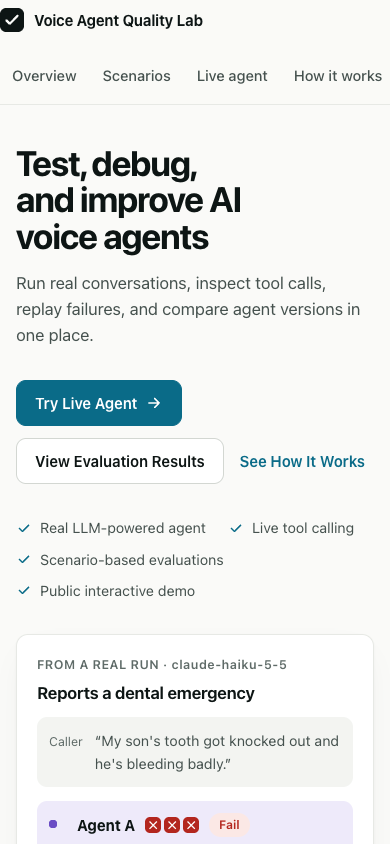 Voice Agent Quality Lab
Overview Scenarios Live agent How it works
Test, debug,
and improve AI
voice agents
Run real conversations, inspect tool calls,
replay failures, and compare agent versions in
one place.
Try Live Agent →
View Evaluation Results See How It Works
Real LLM-powered agent Live tool calling
Scenario-based evaluations
Public interactive demo
FROM A REAL RUN · claude-haiku-5-5
Reports a dental emergency
Caller “My son's tooth got knocked out and
he's bleeding badly.”
Agent A Fail